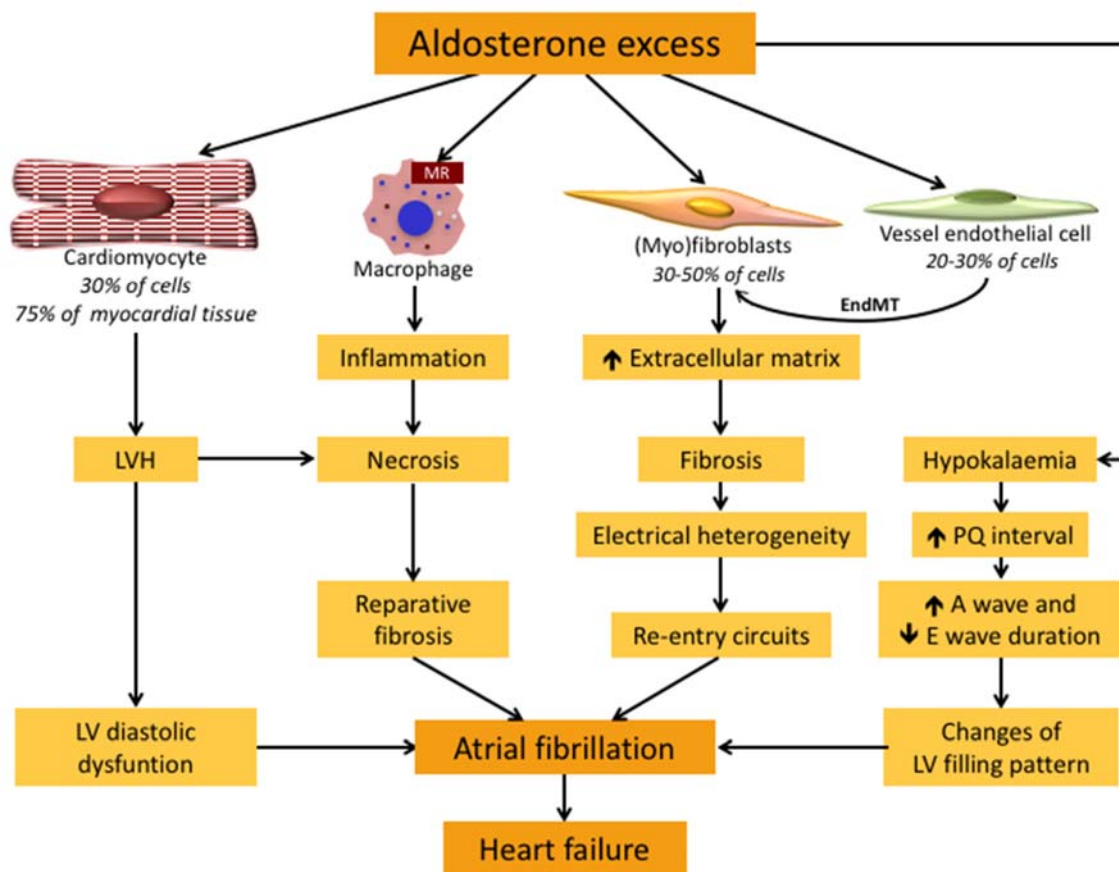 Aldosterone excess
MR
Cardiomyocyte
30% of cells
75% of myocardial tissue
Macrophage
(Myo)fibroblasts
30-50% of cells
Vessel endothelial cell
20-30% of cells
EndMT
Inflammation
↑ Extracellular matrix
LVH
Necrosis
Fibrosis
Hypokalaemia
Electrical heterogeneity
↑ PQ interval
Reparative
fibrosis
Re-entry circuits
↑ A wave and
↓ E wave duration
LV diastolic
dysfuntion
Atrial fibrillation
Changes of
LV filling pattern
Heart failure